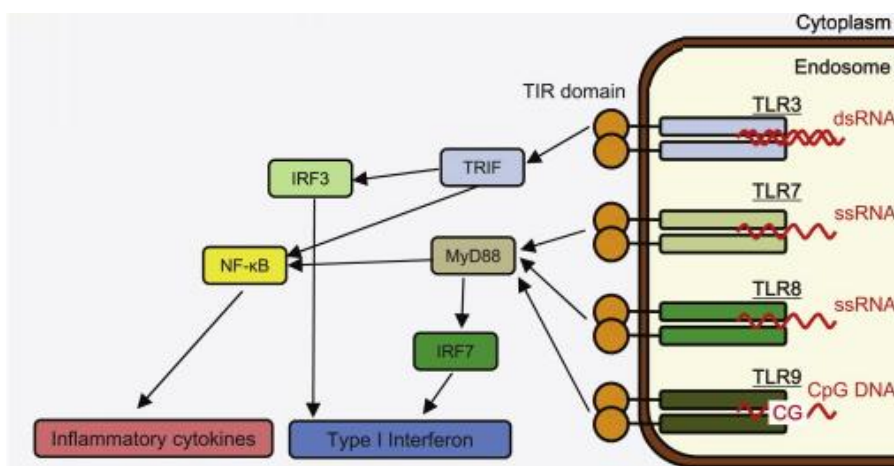 Cytoplasm
Endosome
TIR domain
TLR3
dsRNA
TRIF
IRF3
TLR7
ssRNA
MyD88
NF-κB
TLR8
ssRNA
IRF7
TLR9
CpG DNA
CG
Inflammatory cytokines
Type I Interferon